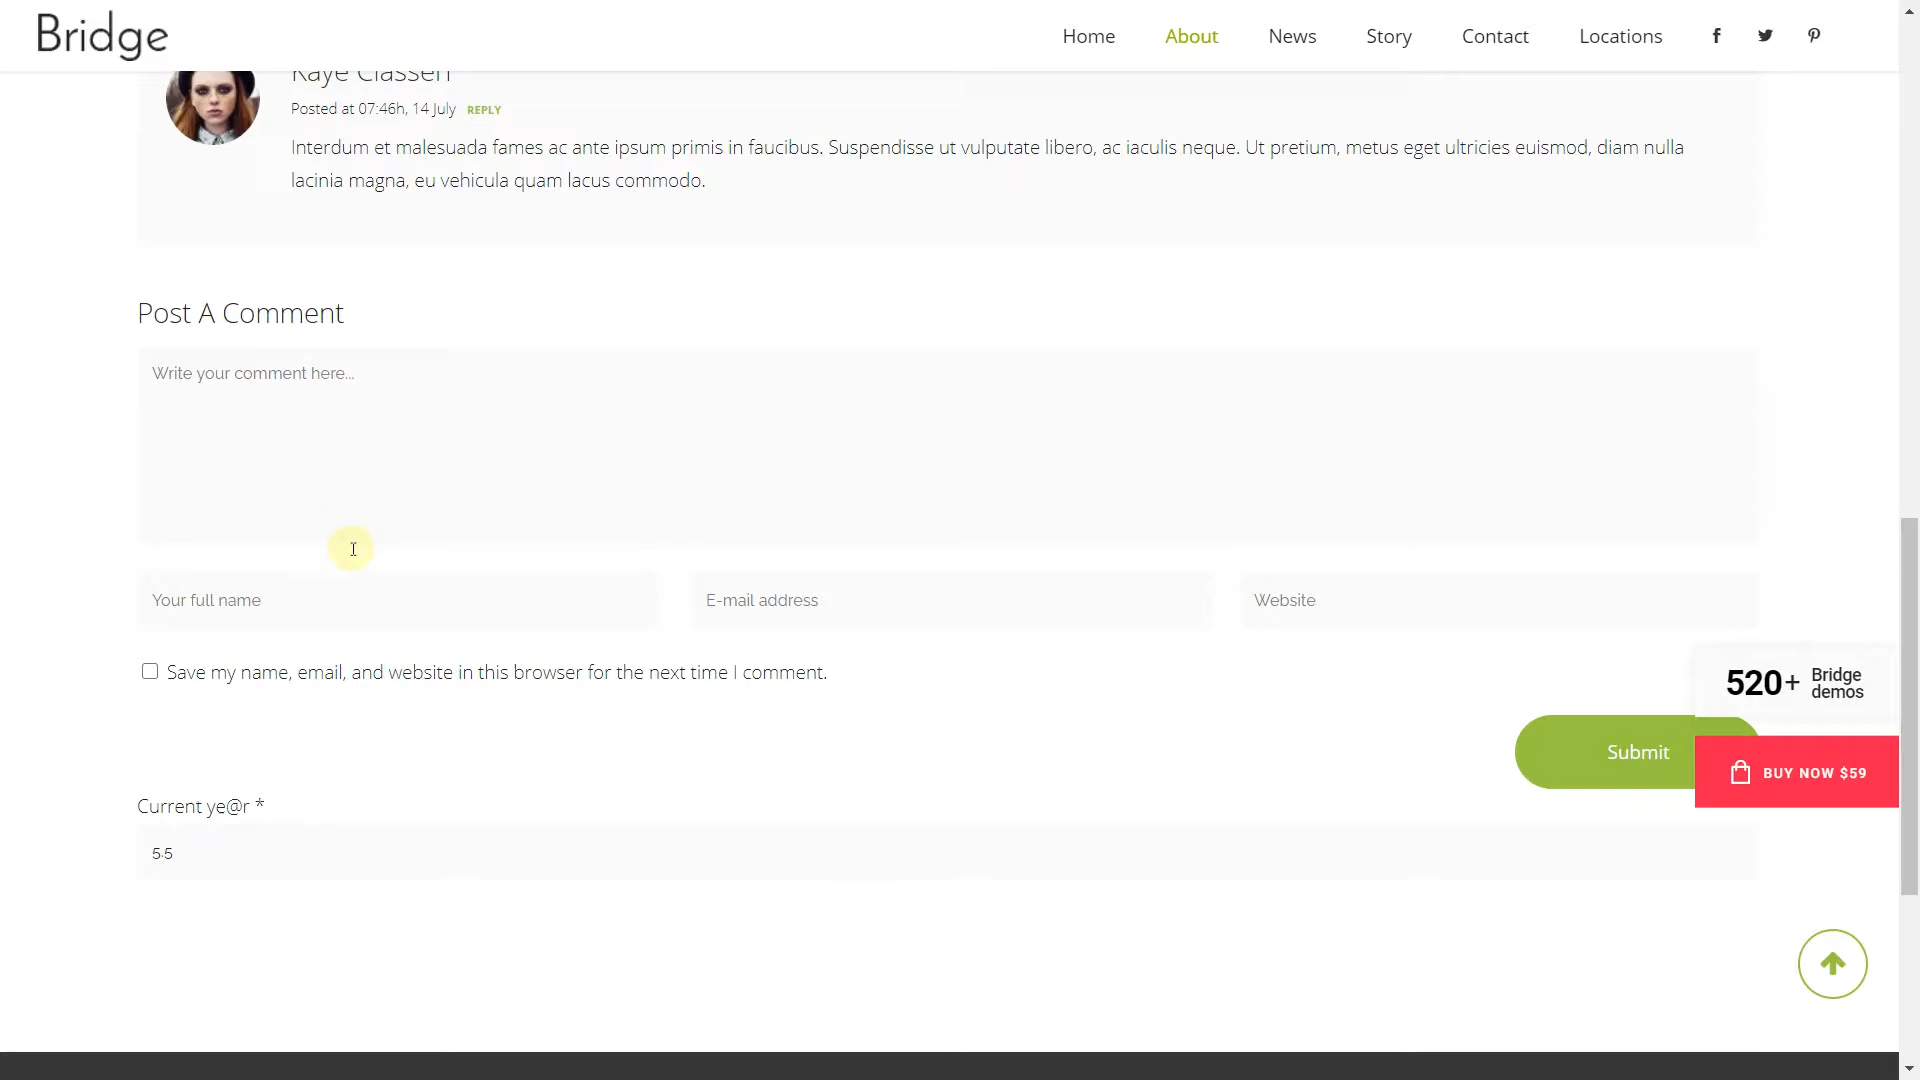 Bridge
Home About News Story Contact Locations
Kaye Classen
Posted at 07:46h, 14 July REPLY
Interdum et malesuada fames ac ante ipsum primis in faucibus. Suspendisse ut vulputate libero, ac iaculis neque. Ut pretium, metus eget ultricies euismod, diam nulla
lacinia magna, eu vehicula quam lacus commodo.
Post A Comment
Write your comment here...
Your full name
E-mail address
Website
Save my name, email, and website in this browser for the next time I comment.
520+ Bridge
demos
Submit
BUY NOW $59
Current ye@r *
5.5